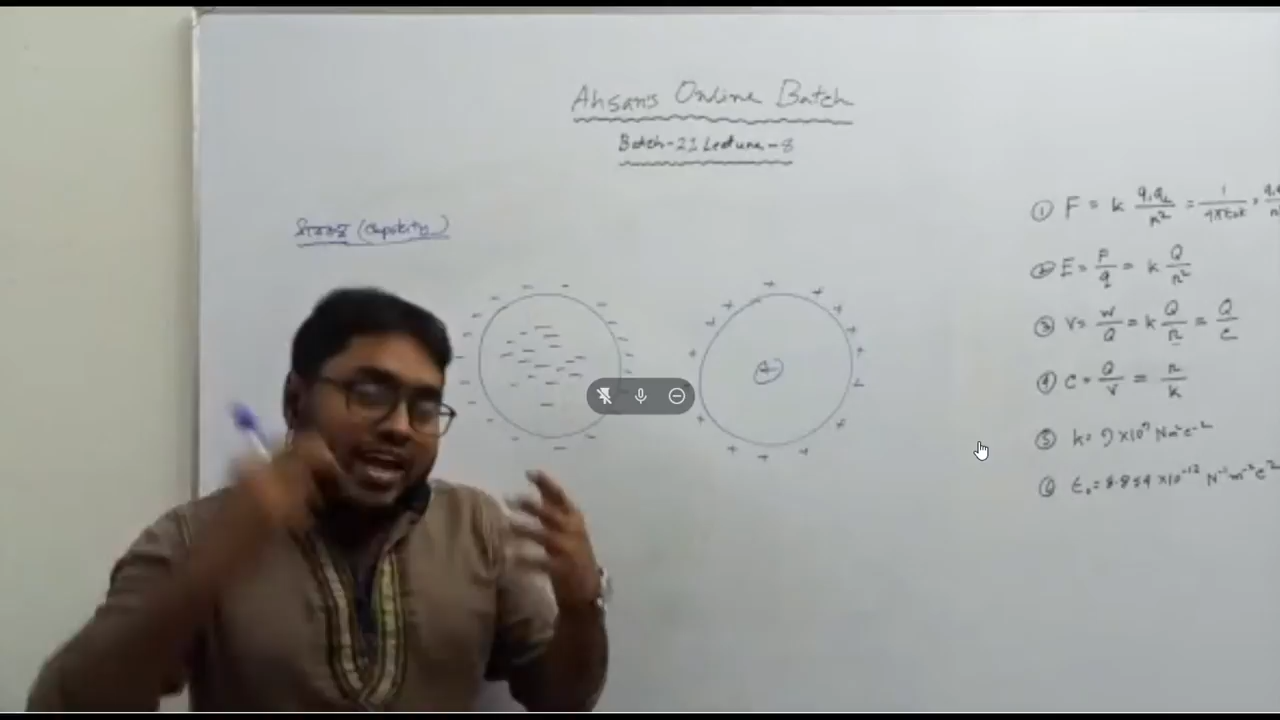 Ahsan's Online Batch
Batch-21 Lecture-8
ধারকত্ব (Capakity)
① F = k q₁q₂/r² = 1/4πε₀k ×
② E = F/q = k Q/r²
③ V = W/Q = k Q/r = Q/C
④ C = Q/V = r/k
⑤ k = 9×10⁹ Nm²C⁻²
⑥ ε₀ = 8.854 ×10⁻¹² N⁻¹m⁻²C²